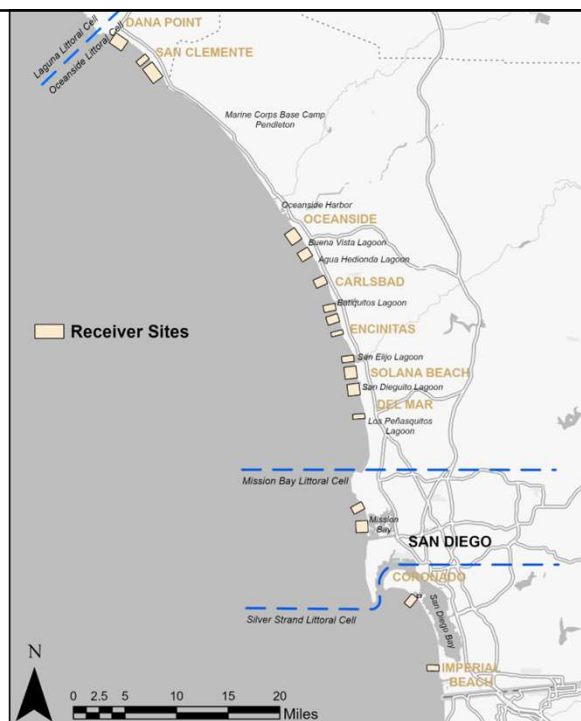 DANA POINT
Laguna Littoral Cell
Oceanside Littoral Cell
SAN CLEMENTE
Marine Corps Base Camp
Pendleton
Oceanside Harbor
OCEANSIDE
Buena Vista Lagoon
Agua Hedionda Lagoon
CARLSBAD
Batiquitos Lagoon
Receiver Sites
ENCINITAS
San Elijo Lagoon
SOLANA BEACH
San Dieguito Lagoon
DEL MAR
Los Peñasquitos
Lagoon
Mission Bay Littoral Cell
Mission
Bay
SAN DIEGO
CORONADO
San Diego Bay
Silver Strand Littoral Cell
IMPERIAL
BEACH
N
0 2.5 5 10 15 20
Miles